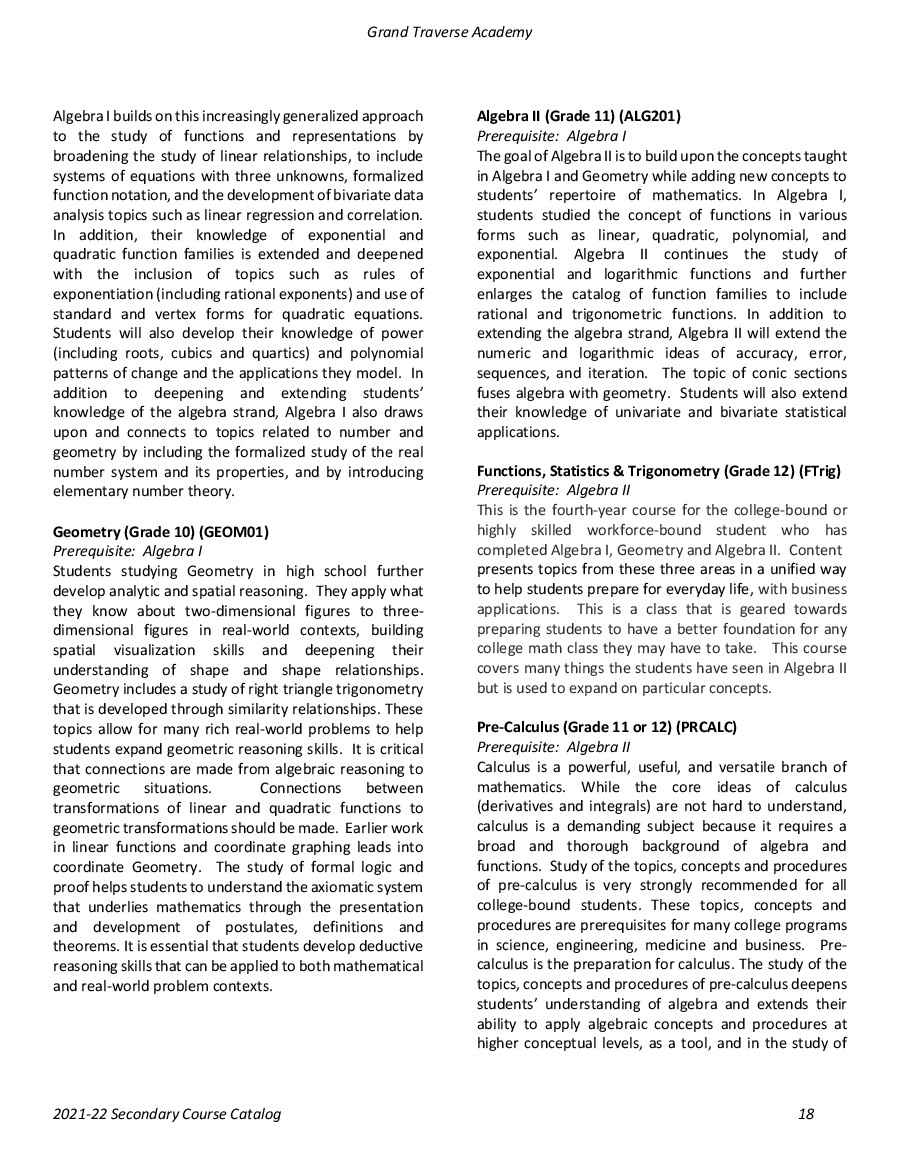 Grand Traverse Academy
Algebra I builds on this increasingly generalized approach
to the study of functions and representations by
broadening the study of linear relationships, to include
systems of equations with three unknowns, formalized
function notation, and the development of bivariate data
analysis topics such as linear regression and correlation.
In addition, their knowledge of exponential and
quadratic function families is extended and deepened
with the inclusion of topics such as rules of
exponentiation (including rational exponents) and use of
standard and vertex forms for quadratic equations.
Students will also develop their knowledge of power
(including roots, cubics and quartics) and polynomial
patterns of change and the applications they model. In
addition to deepening and extending students’
knowledge of the algebra strand, Algebra I also draws
upon and connects to topics related to number and
geometry by including the formalized study of the real
number system and its properties, and by introducing
elementary number theory.
Geometry (Grade 10) (GEOM01)
Prerequisite: Algebra I
Students studying Geometry in high school further
develop analytic and spatial reasoning. They apply what
they know about two-dimensional figures to three-
dimensional figures in real-world contexts, building
spatial visualization skills and deepening their
understanding of shape and shape relationships.
Geometry includes a study of right triangle trigonometry
that is developed through similarity relationships. These
topics allow for many rich real-world problems to help
students expand geometric reasoning skills. It is critical
that connections are made from algebraic reasoning to
geometric situations. Connections between
transformations of linear and quadratic functions to
geometric transformations should be made. Earlier work
in linear functions and coordinate graphing leads into
coordinate Geometry. The study of formal logic and
proof helps students to understand the axiomatic system
that underlies mathematics through the presentation
and development of postulates, definitions and
theorems. It is essential that students develop deductive
reasoning skills that can be applied to both mathematical
and real-world problem contexts.
Algebra II (Grade 11) (ALG201)
Prerequisite: Algebra I
The goal of Algebra II is to build upon the concepts taught
in Algebra I and Geometry while adding new concepts to
students’ repertoire of mathematics. In Algebra I,
students studied the concept of functions in various
forms such as linear, quadratic, polynomial, and
exponential. Algebra II continues the study of
exponential and logarithmic functions and further
enlarges the catalog of function families to include
rational and trigonometric functions. In addition to
extending the algebra strand, Algebra II will extend the
numeric and logarithmic ideas of accuracy, error,
sequences, and iteration. The topic of conic sections
fuses algebra with geometry. Students will also extend
their knowledge of univariate and bivariate statistical
applications.
Functions, Statistics & Trigonometry (Grade 12) (FTrig)
Prerequisite: Algebra II
This is the fourth-year course for the college-bound or
highly skilled workforce-bound student who has
completed Algebra I, Geometry and Algebra II. Content
presents topics from these three areas in a unified way
to help students prepare for everyday life, with business
applications. This is a class that is geared towards
preparing students to have a better foundation for any
college math class they may have to take. This course
covers many things the students have seen in Algebra II
but is used to expand on particular concepts.
Pre-Calculus (Grade 11 or 12) (PRCALC)
Prerequisite: Algebra II
Calculus is a powerful, useful, and versatile branch of
mathematics. While the core ideas of calculus
(derivatives and integrals) are not hard to understand,
calculus is a demanding subject because it requires a
broad and thorough background of algebra and
functions. Study of the topics, concepts and procedures
of pre-calculus is very strongly recommended for all
college-bound students. These topics, concepts and
procedures are prerequisites for many college programs
in science, engineering, medicine and business. Pre-
calculus is the preparation for calculus. The study of the
topics, concepts and procedures of pre-calculus deepens
students’ understanding of algebra and extends their
ability to apply algebraic concepts and procedures at
higher conceptual levels, as a tool, and in the study of
2021-22 Secondary Course Catalog 18